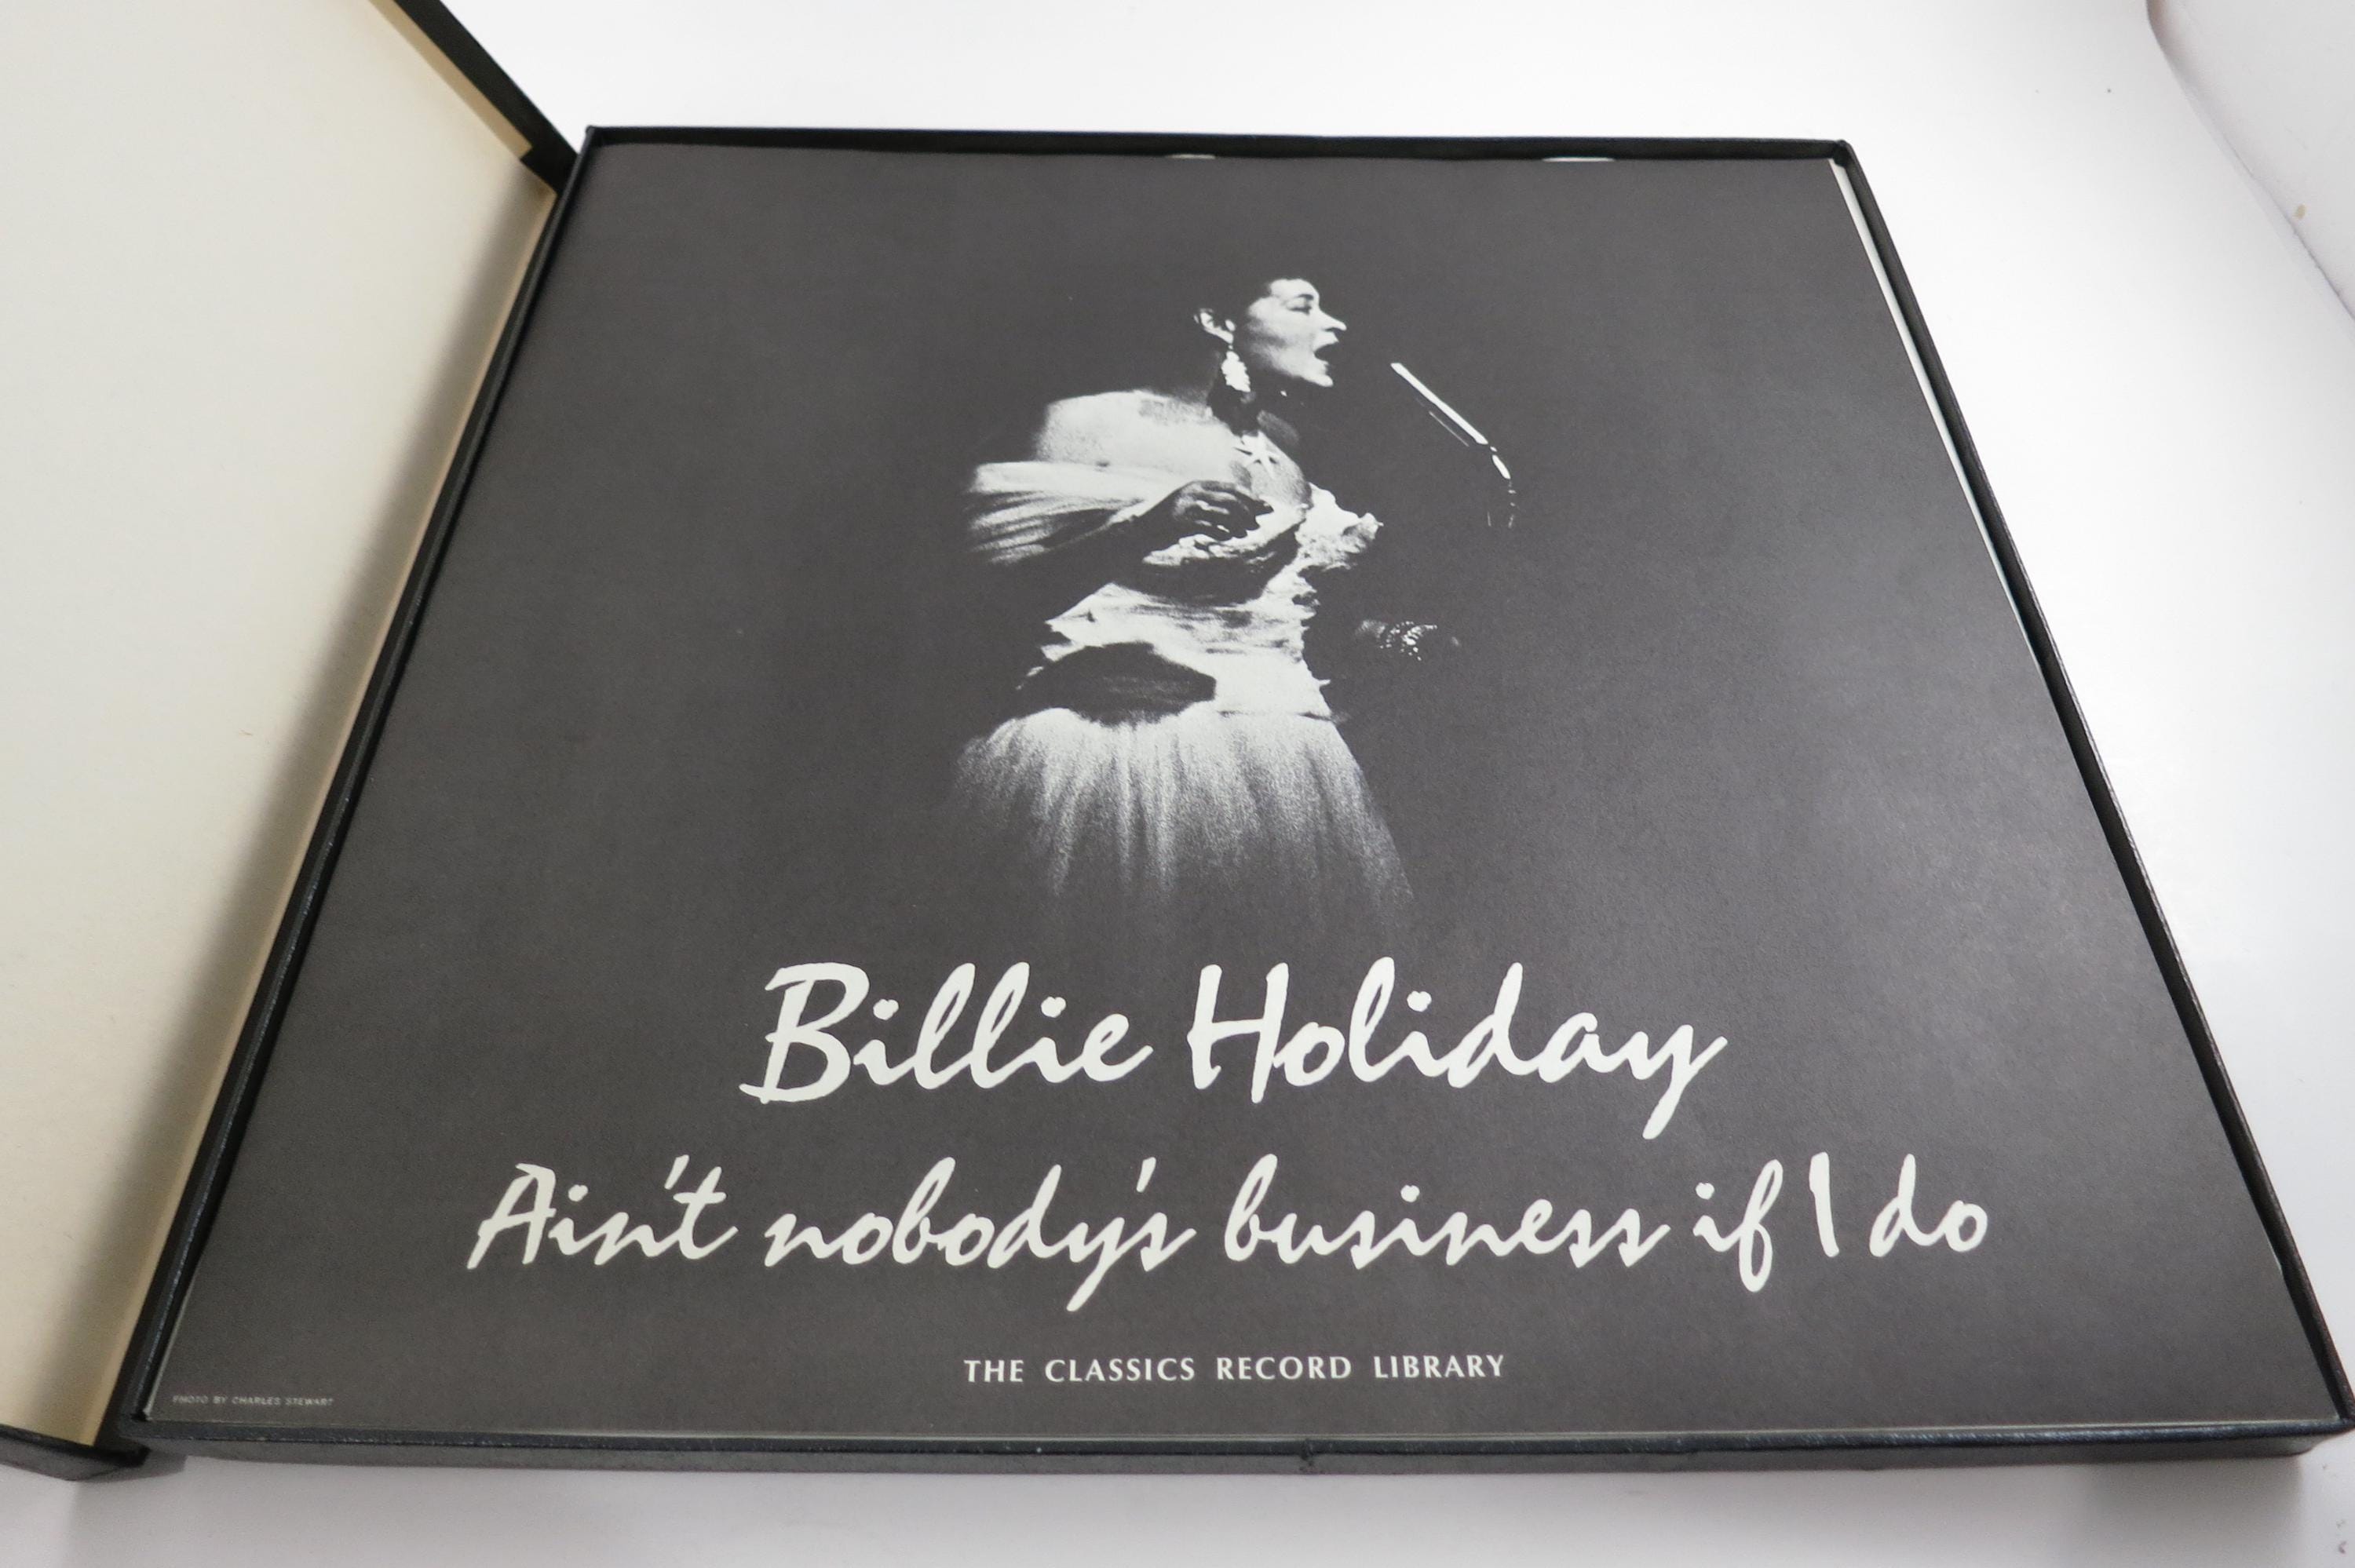 Billie Holiday
Ain't nobody's business if I do
THE CLASSICS RECORD LIBRARY
PHOTO BY CHARLES STEWART